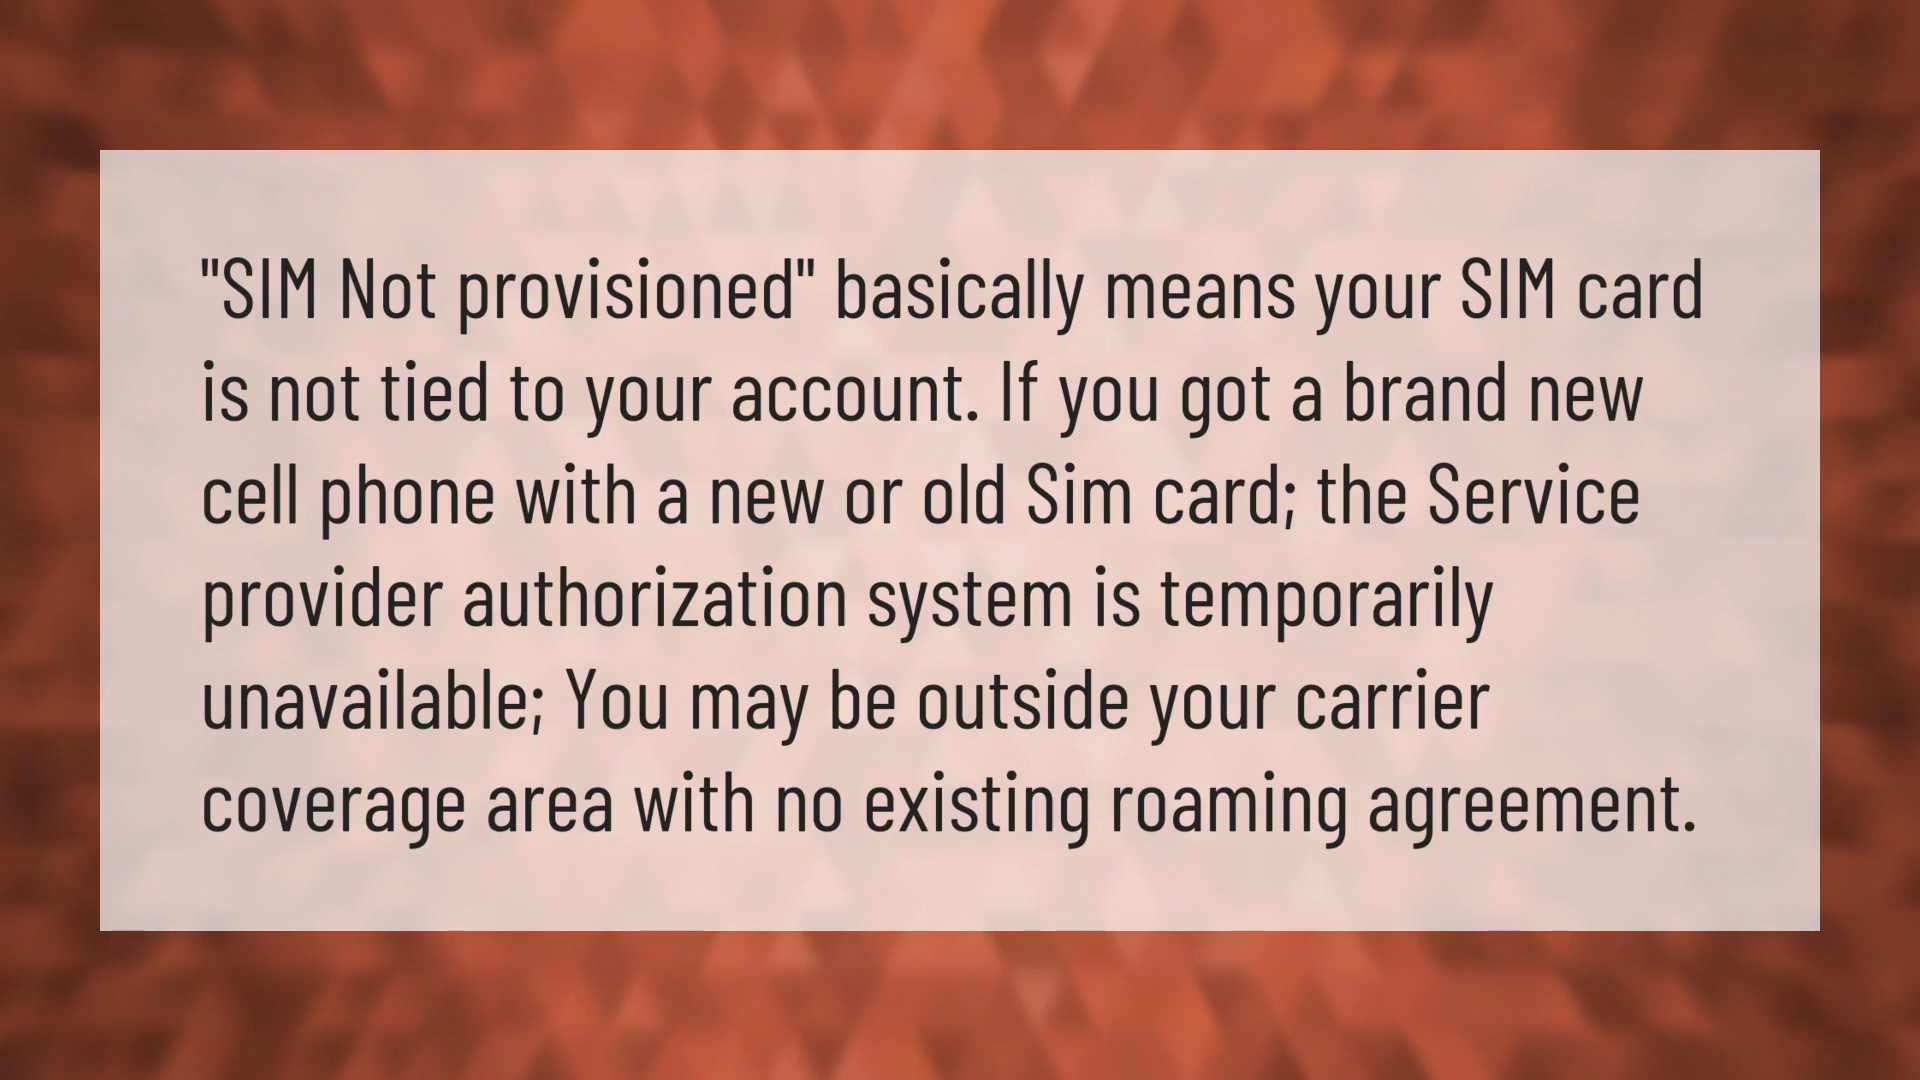 "SIM Not provisioned" basically means your SIM card
is not tied to your account. If you got a brand new
cell phone with a new or old Sim card; the Service
provider authorization system is temporarily
unavailable; You may be outside your carrier
coverage area with no existing roaming agreement.